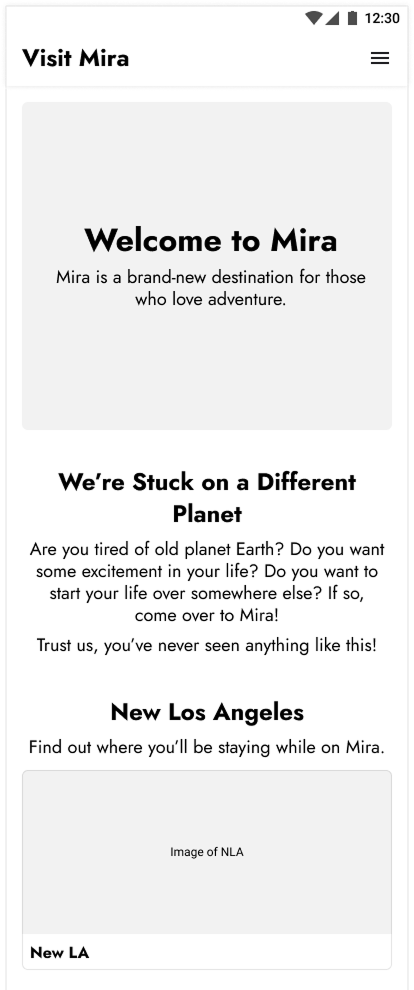 12:30
Visit Mira
Welcome to Mira
Mira is a brand-new destination for those
who love adventure.
We’re Stuck on a Different
Planet
Are you tired of old planet Earth? Do you want
some excitement in your life? Do you want to
start your life over somewhere else? If so,
come over to Mira!
Trust us, you’ve never seen anything like this!
New Los Angeles
Find out where you’ll be staying while on Mira.
Image of NLA
New LA